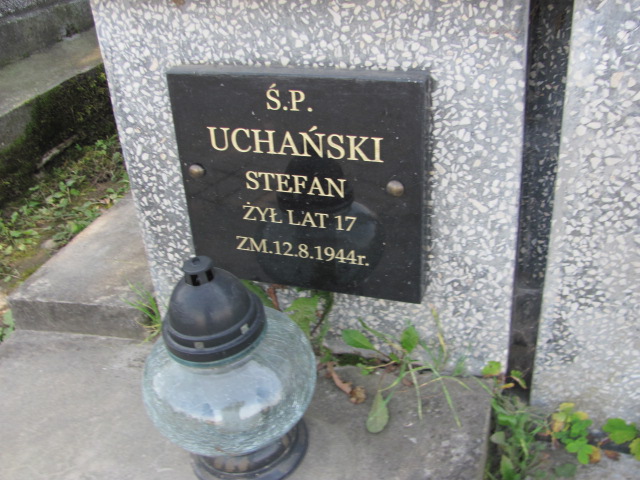 Ś.P.
UCHAŃSKI
STEFAN
ŻYŁ LAT 17
ZM.12.8.1944r.